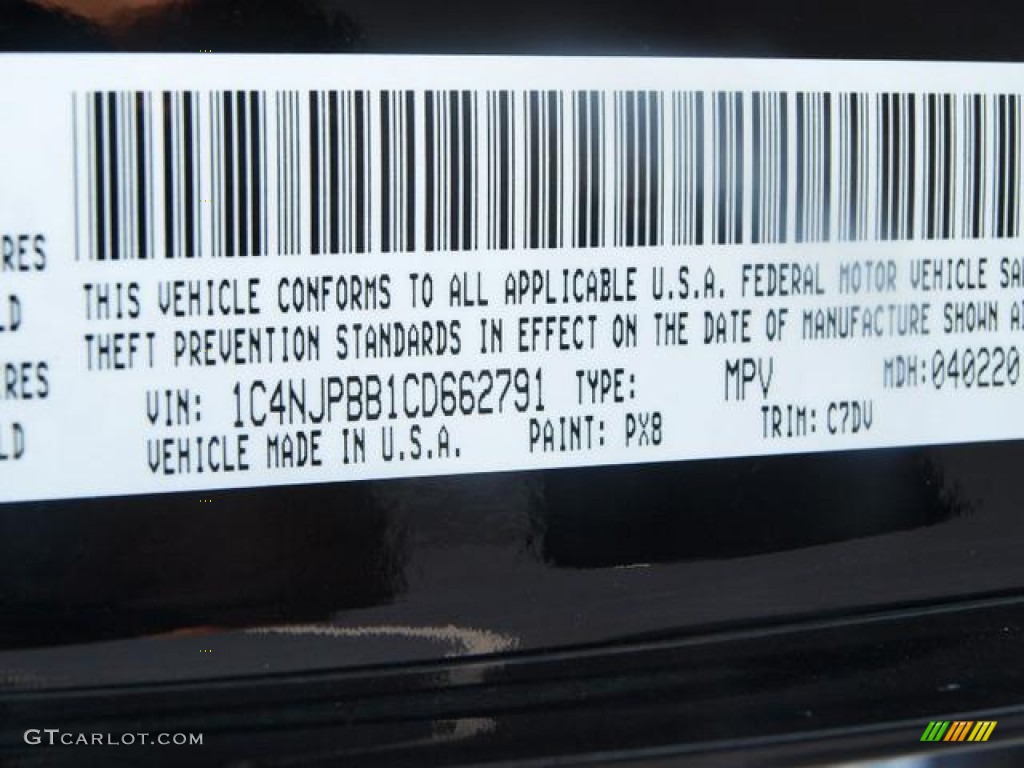 RES
LD
RES
LD
THIS VEHICLE CONFORMS TO ALL APPLICABLE U.S.A. FEDERAL MOTOR VEHICLE SA
THEFT PREVENTION STANDARDS IN EFFECT ON THE DATE OF MANUFACTURE SHOWN A
VIN: 1C4NJPBB1CD662791 TYPE: MPV MDH:040220
VEHICLE MADE IN U.S.A. PAINT: PX8 TRIM: C7DV
GTCARLOT.COM